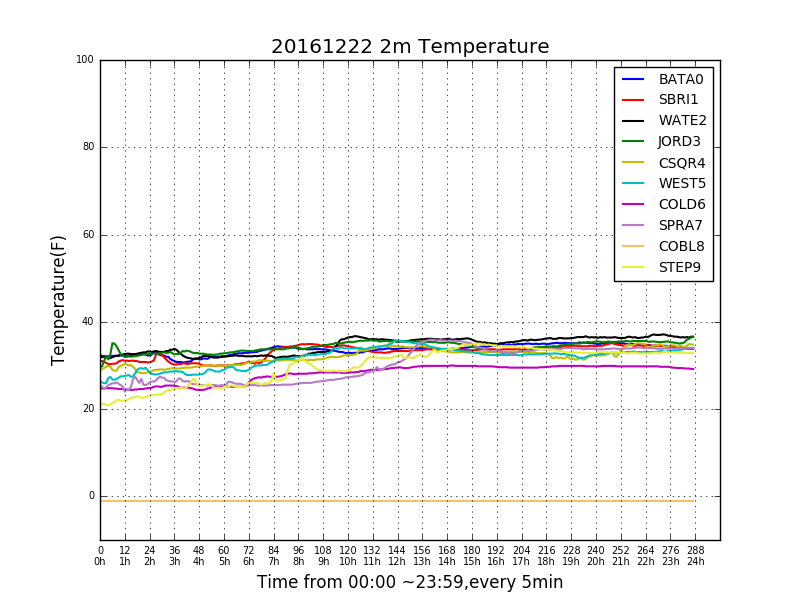 20161222 2m Temperature
100
80
60
40
20
0
Temperature(F)
BATA0
SBRI1
WATE2
JORD3
CSQR4
WEST5
COLD6
SPRA7
COBL8
STEP9
0 12 24 36 48 60 72 84 96 108 120 132 144 156 168 180 192 204 216 228 240 252 264 276 288
0h 1h 2h 3h 4h 5h 6h 7h 8h 9h 10h 11h 12h 13h 14h 15h 16h 17h 18h 19h 20h 21h 22h 23h 24h
Time from 00:00 ~23:59,every 5min